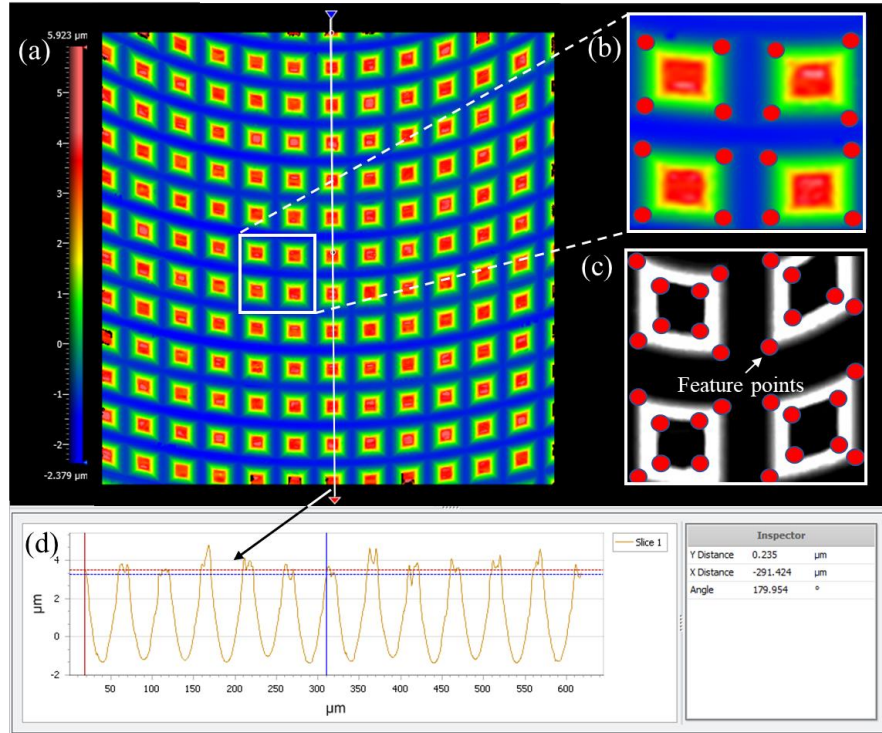 5.923 µm
(a)
5
4
3
2
1
0
-1
-2
-2.379 µm
(b)
(c)
Feature points
(d)
Slice 1
µm
4
2
0
-2
50
100
150
200
250
300
350
400
450
500
550
600
µm
Inspector
Y Distance 0.235 µm
X Distance -291.424 µm
Angle 179.954 °